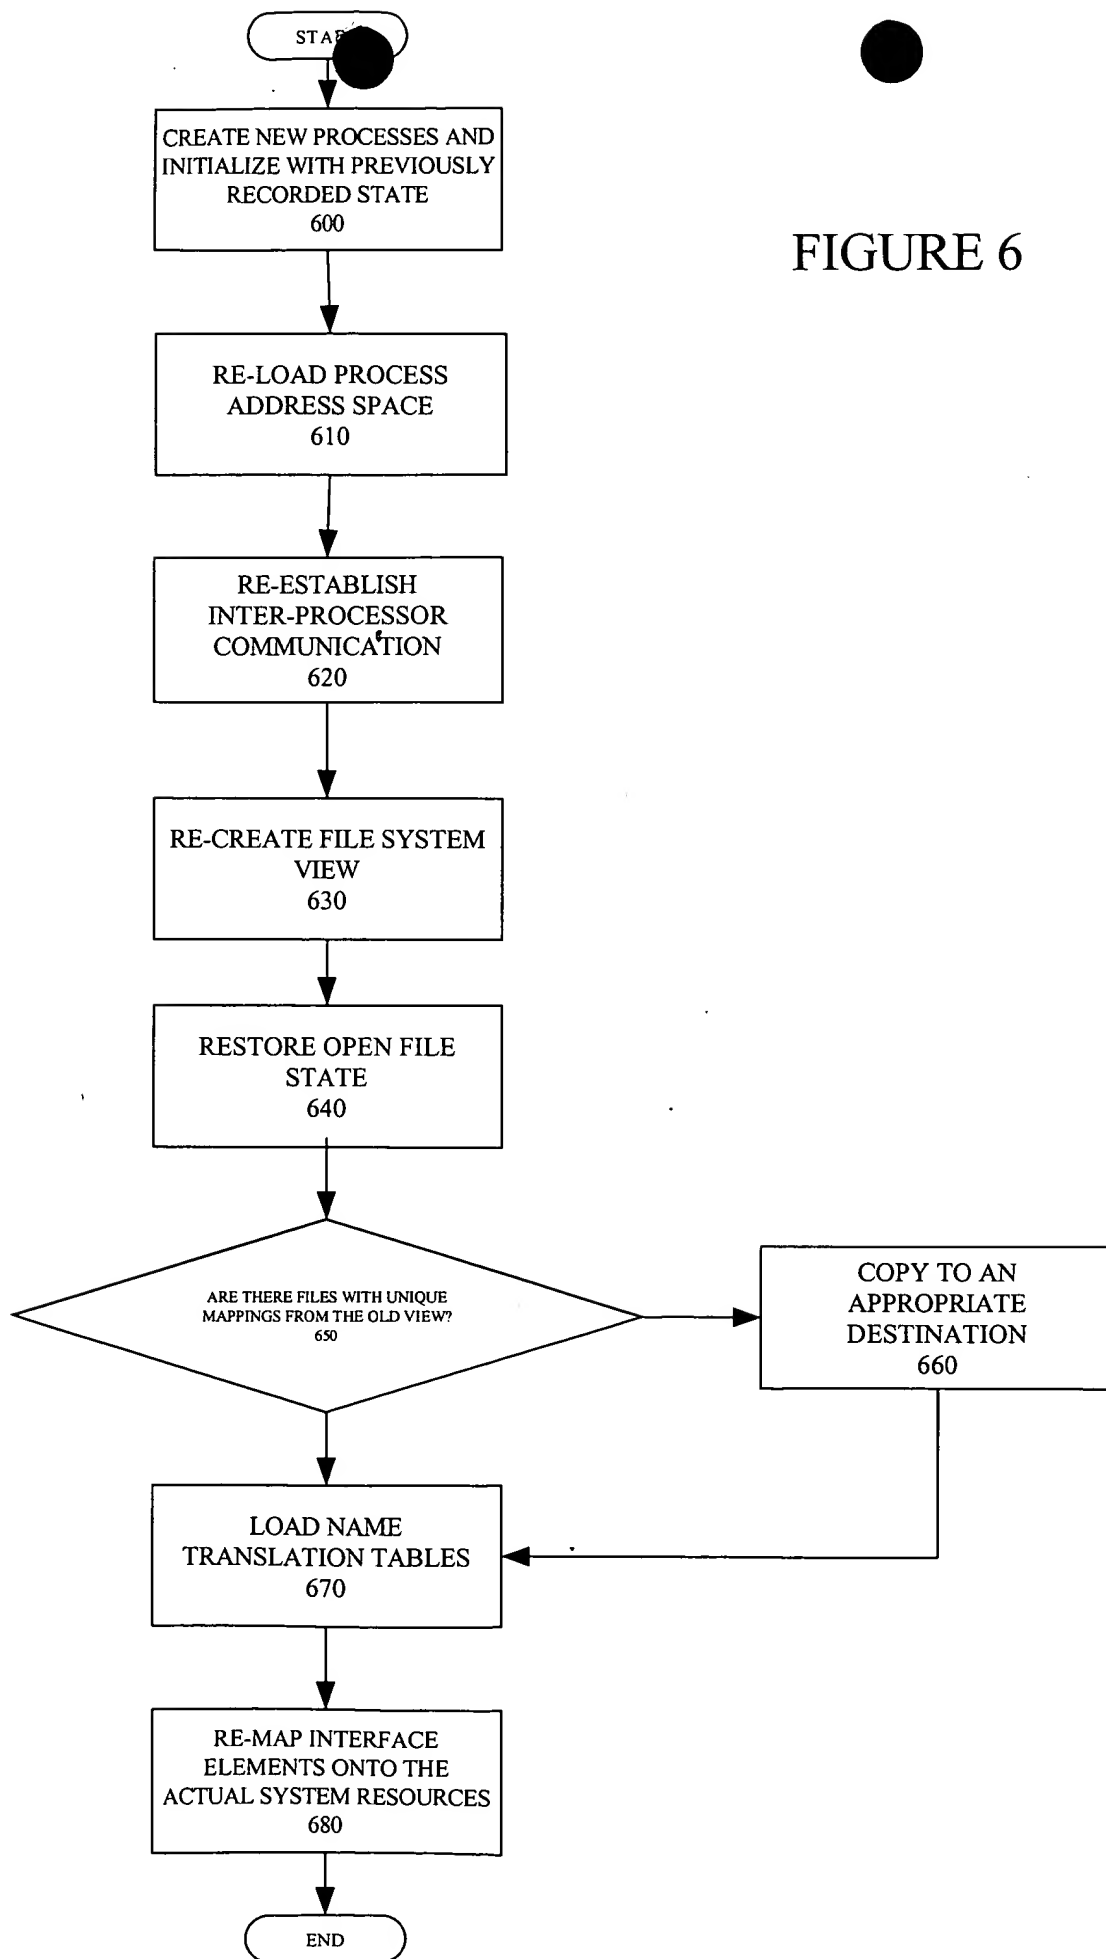 CREATE NEW PROCESSES AND
INITIALIZE WITH PREVIOUSLY
RECORDED STATE
600
FIGURE 6
RE-LOAD PROCESS
ADDRESS SPACE
610
RE-ESTABLISH
INTER-PROCESSOR
COMMUNICATION
620
RE-CREATE FILE SYSTEM
VIEW
630
RESTORE OPEN FILE
STATE
640
ARE THERE FILES WITH UNIQUE
MAPPINGS FROM THE OLD VIEW?
650
COPY TO AN
APPROPRIATE
DESTINATION
660
LOAD NAME
TRANSLATION TABLES
670
RE-MAP INTERFACE
ELEMENTS ONTO THE
ACTUAL SYSTEM RESOURCES
680
END